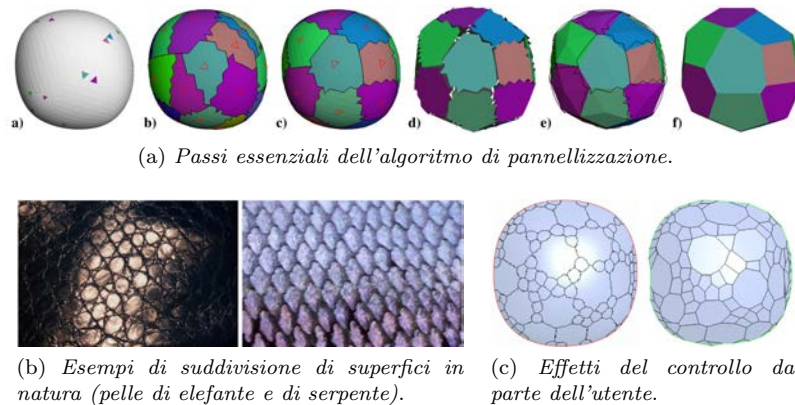 a) b) c) d) e) f)
(a) Passi essenziali dell'algoritmo di pannellizzazione.
(b) Esempi di suddivisione di superfici in
natura (pelle di elefante e di serpente).
(c) Effetti del controllo da
parte dell'utente.